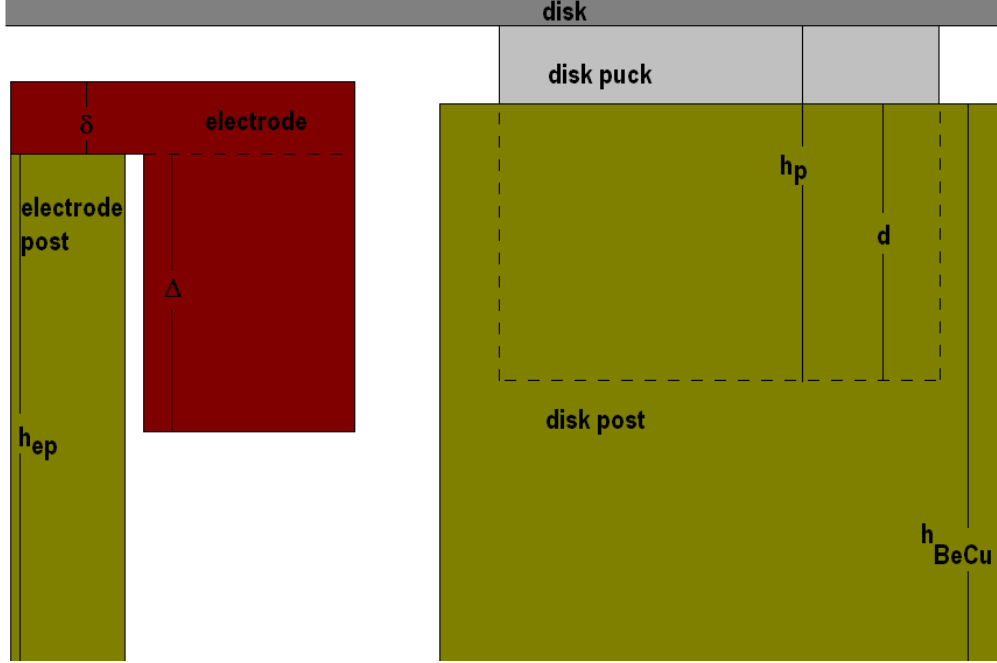 disk
disk puck
δ
electrode
hp
electrode
post
d
Δ
disk post
hep
hBeCu